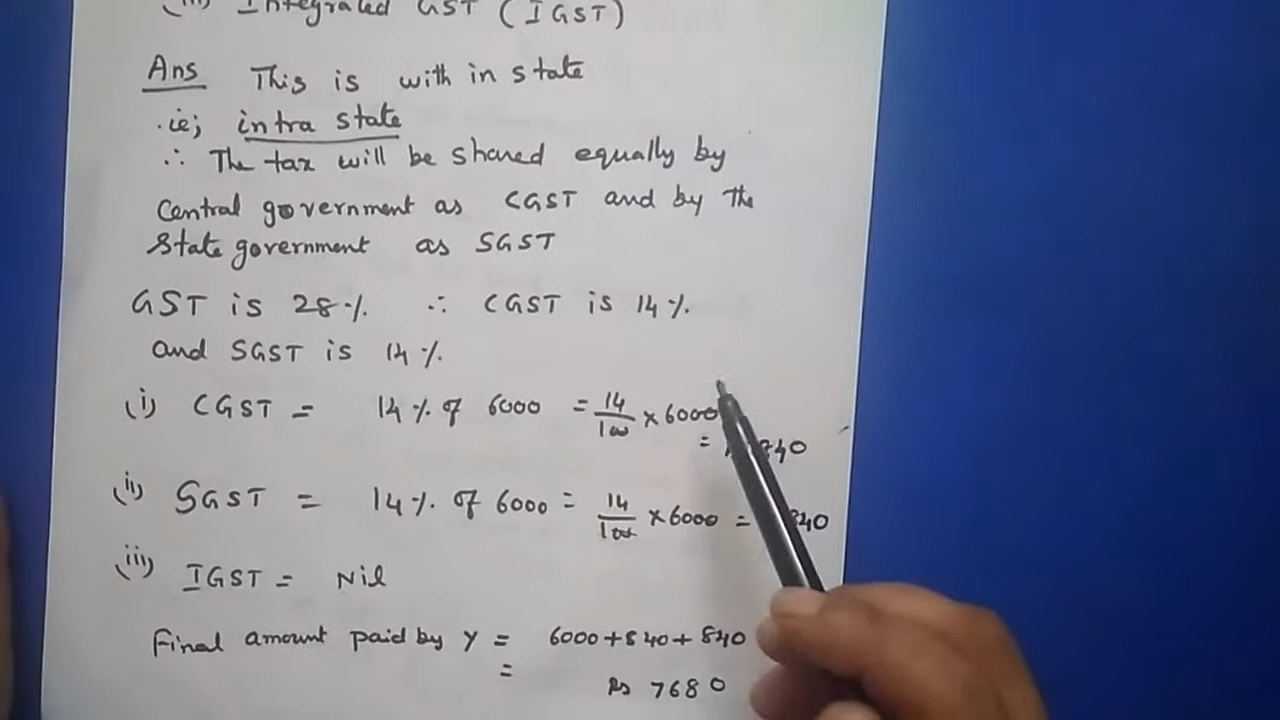 (iii) Integrated GST (IGST)
Ans This is with in state
ie; intra state
∴ The tax will be shared equally by
Central government as CGST and by the
State government as SGST
GST is 28% ∴ CGST is 14%
and SGST is 14%
(i) CGST = 14% of 6000 = 14/100 × 6000
= 840
(ii) SGST = 14% of 6000 = 14/100 × 6000 = 840
(iii) IGST = Nil
Final amount paid by Y = 6000+840+840
= Rs 7680